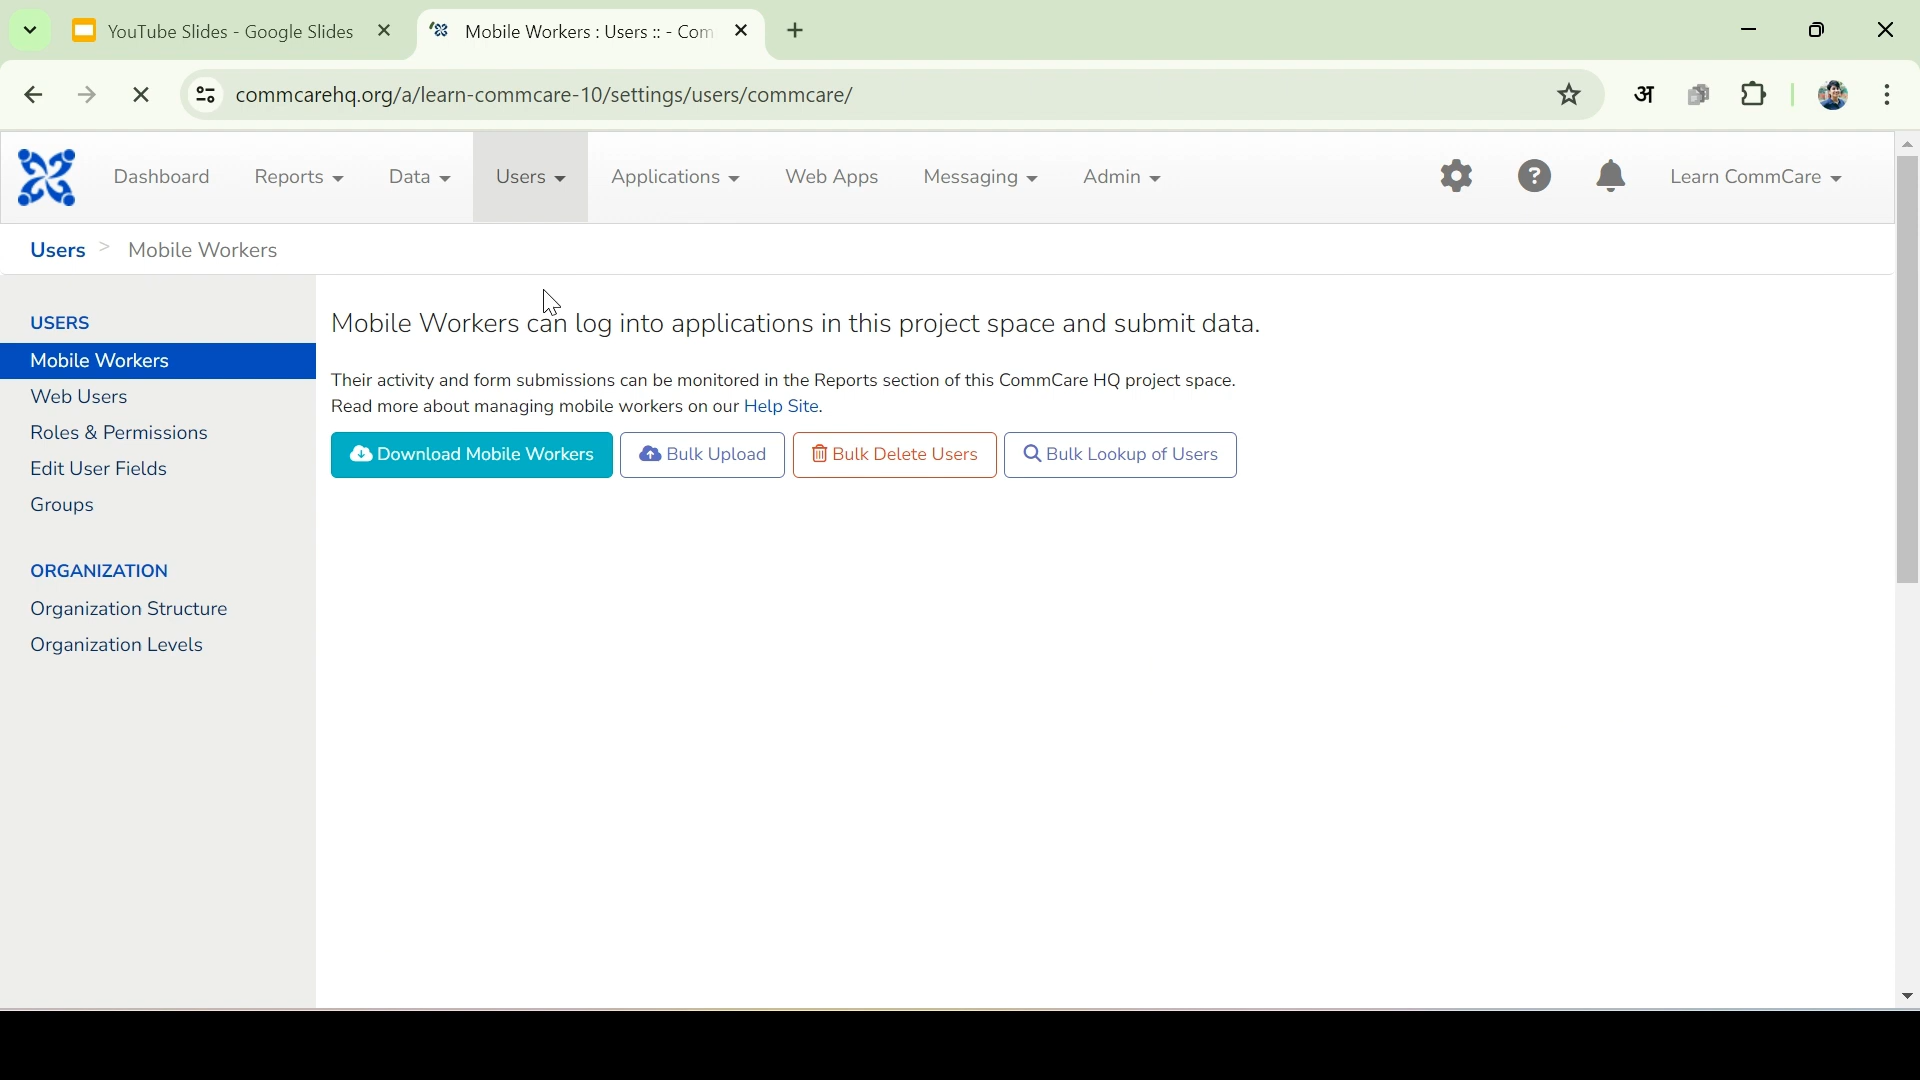 YouTube Slides - Google Slides
Mobile Workers : Users :: - Com
commcarehq.org/a/learn-commcare-10/settings/users/commcare/
अ
Dashboard
Reports
Data
Users
Applications
Web Apps
Messaging
Admin
?
Learn CommCare
Users > Mobile Workers
USERS
Mobile Workers
Web Users
Roles & Permissions
Edit User Fields
Groups
ORGANIZATION
Organization Structure
Organization Levels
Mobile Workers can log into applications in this project space and submit data.
Their activity and form submissions can be monitored in the Reports section of this CommCare HQ project space.
Read more about managing mobile workers on our Help Site.
Download Mobile Workers
Bulk Upload
Bulk Delete Users
Bulk Lookup of Users